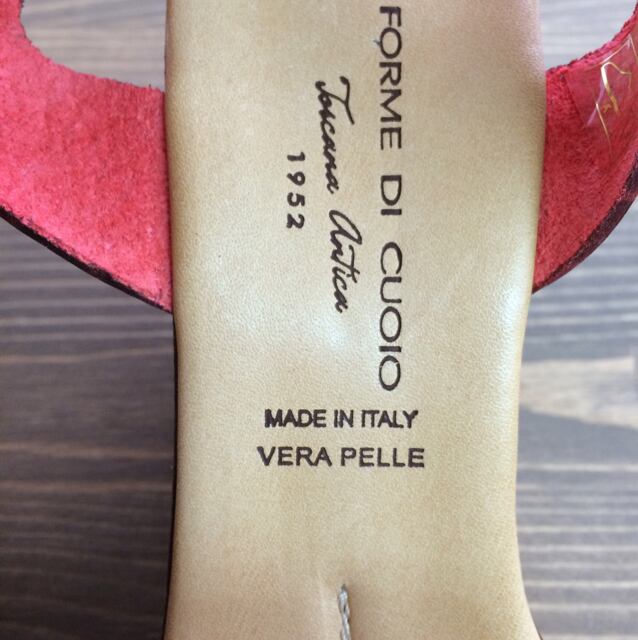 FORME DI CUOIO
Toscana Antica
1952
MADE IN ITALY
VERA PELLE